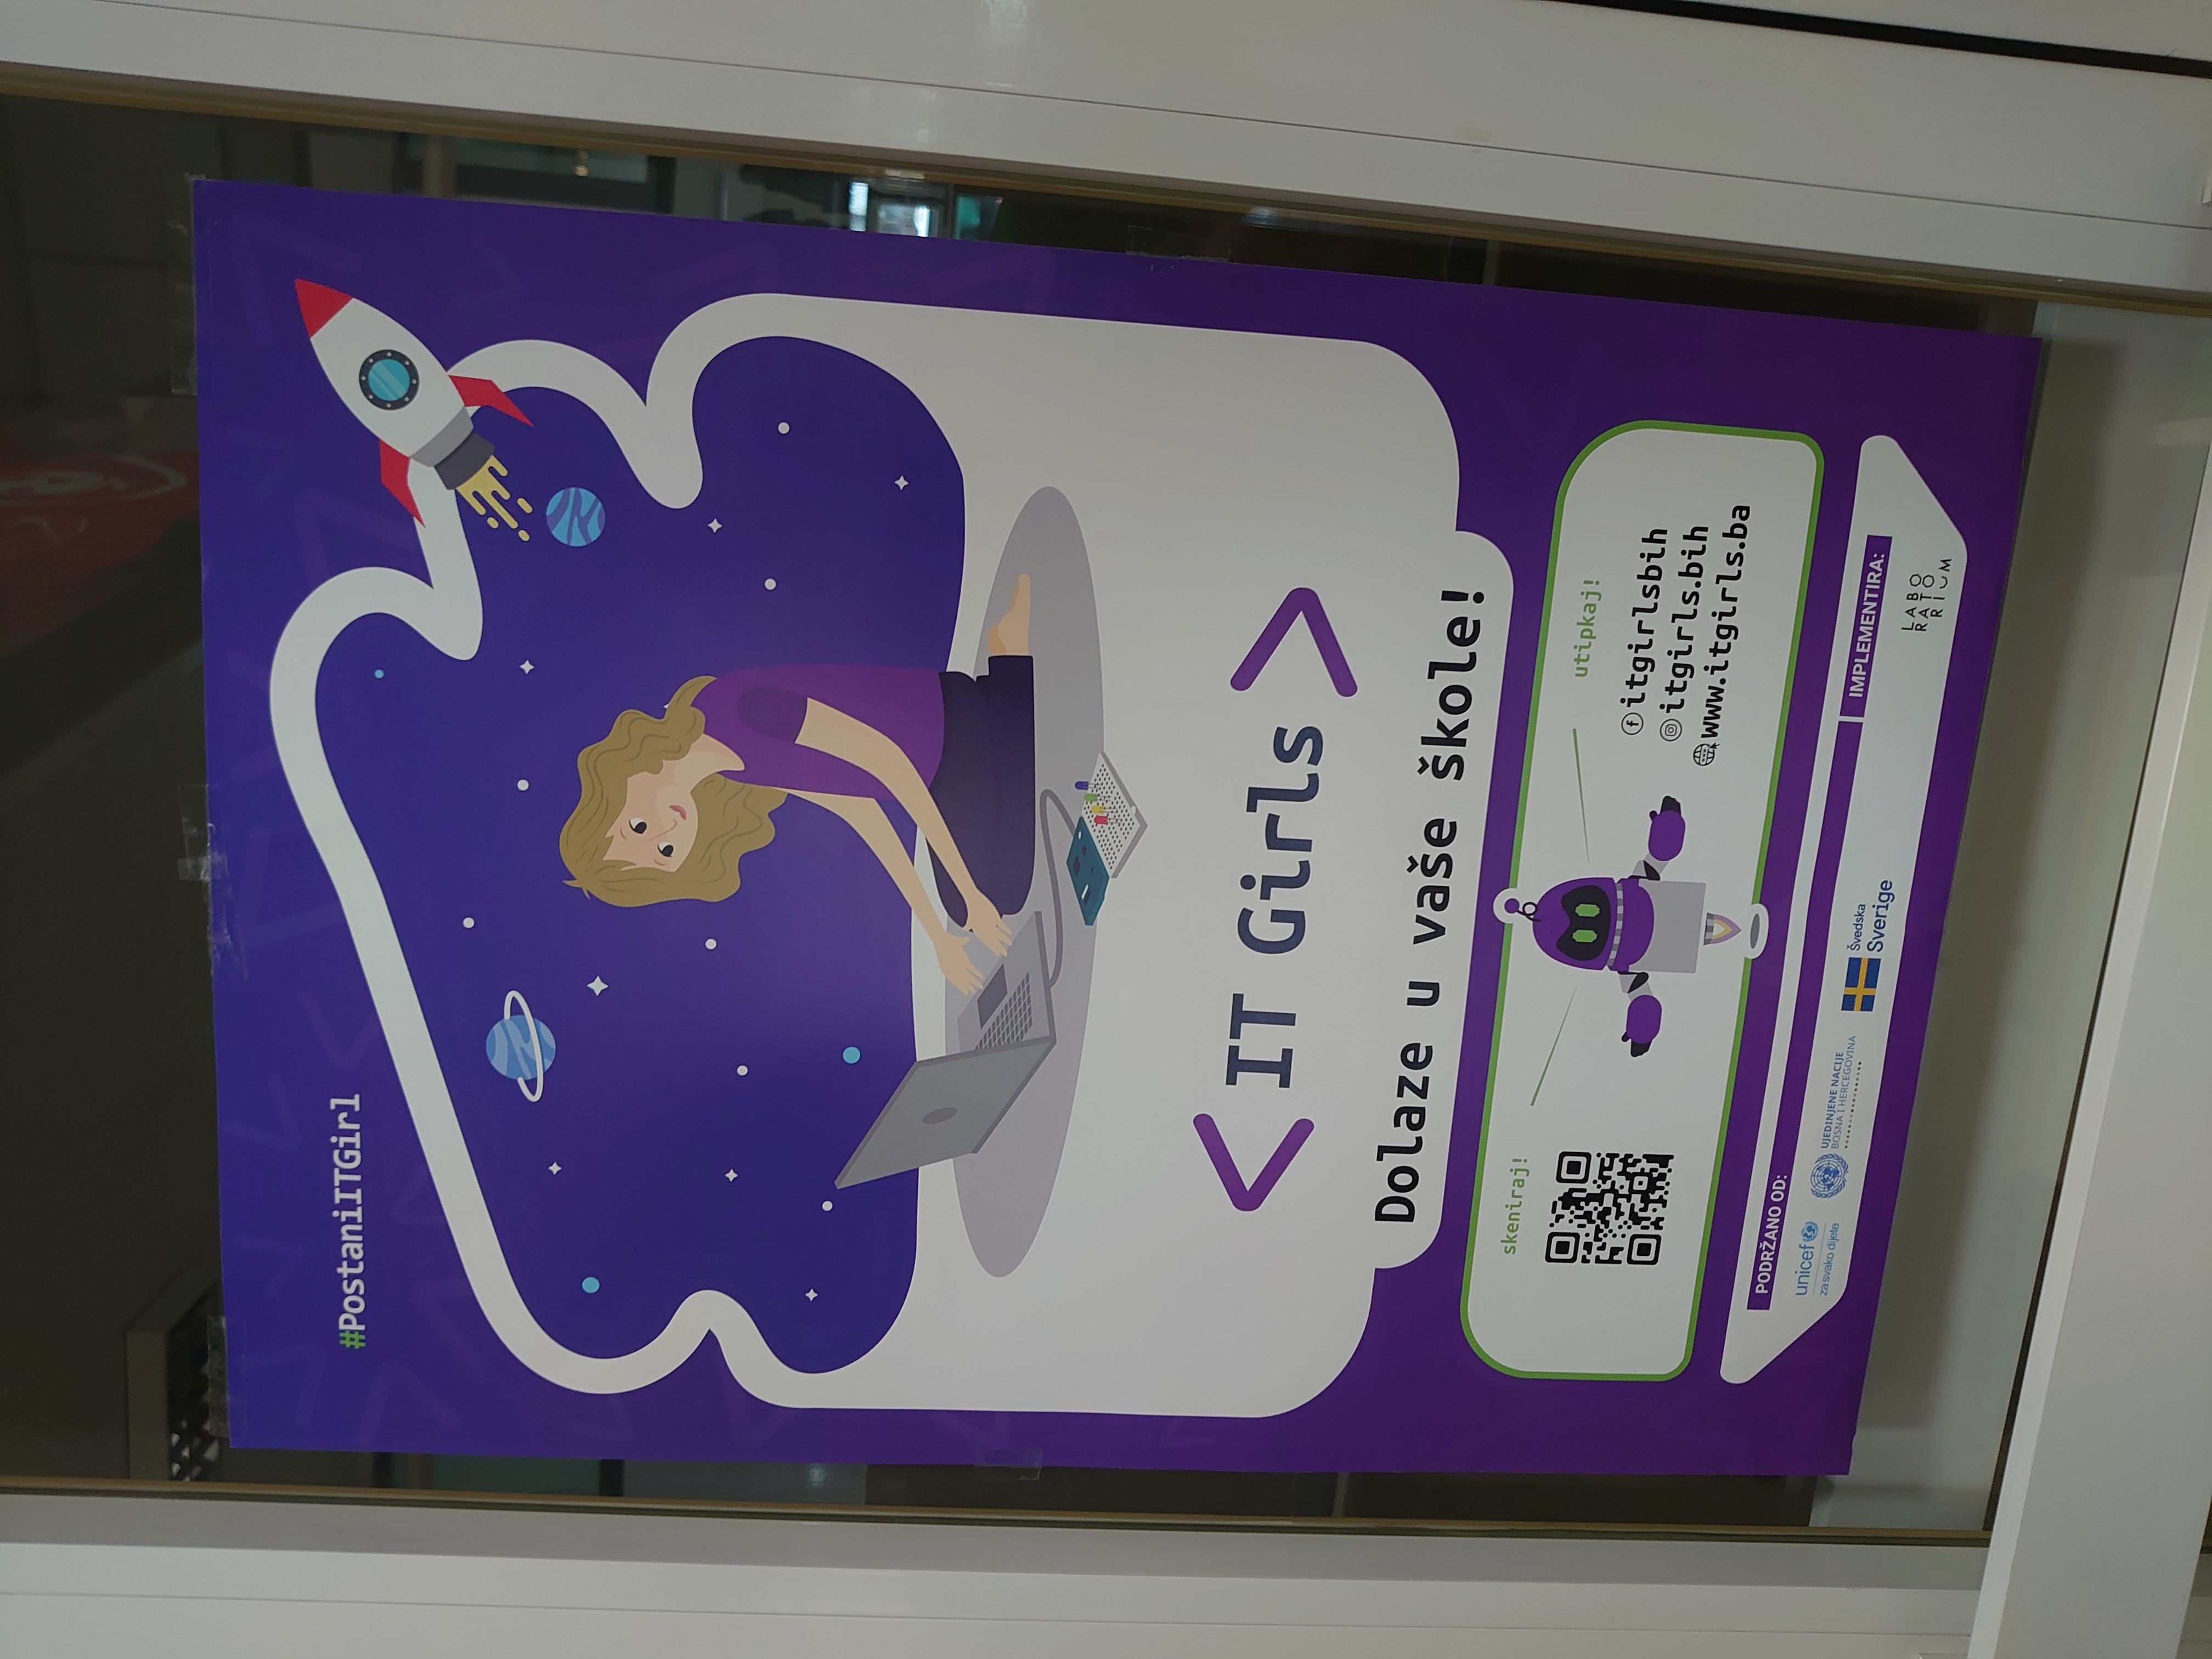 #PostaniITGirl
< IT Girls >
Dolaze u vaše škole!
skeniraj!
utipkaj!
itgirlsbih
itgirls.bih
www.itgirls.ba
PODRŽANO OD:
unicef
za svako dijete
UJEDINJENE NACIJE
BOSNA I HERCEGOVINA
Švedska
Sverige
IMPLEMENTIRA:
LABO
RATO
RIUM